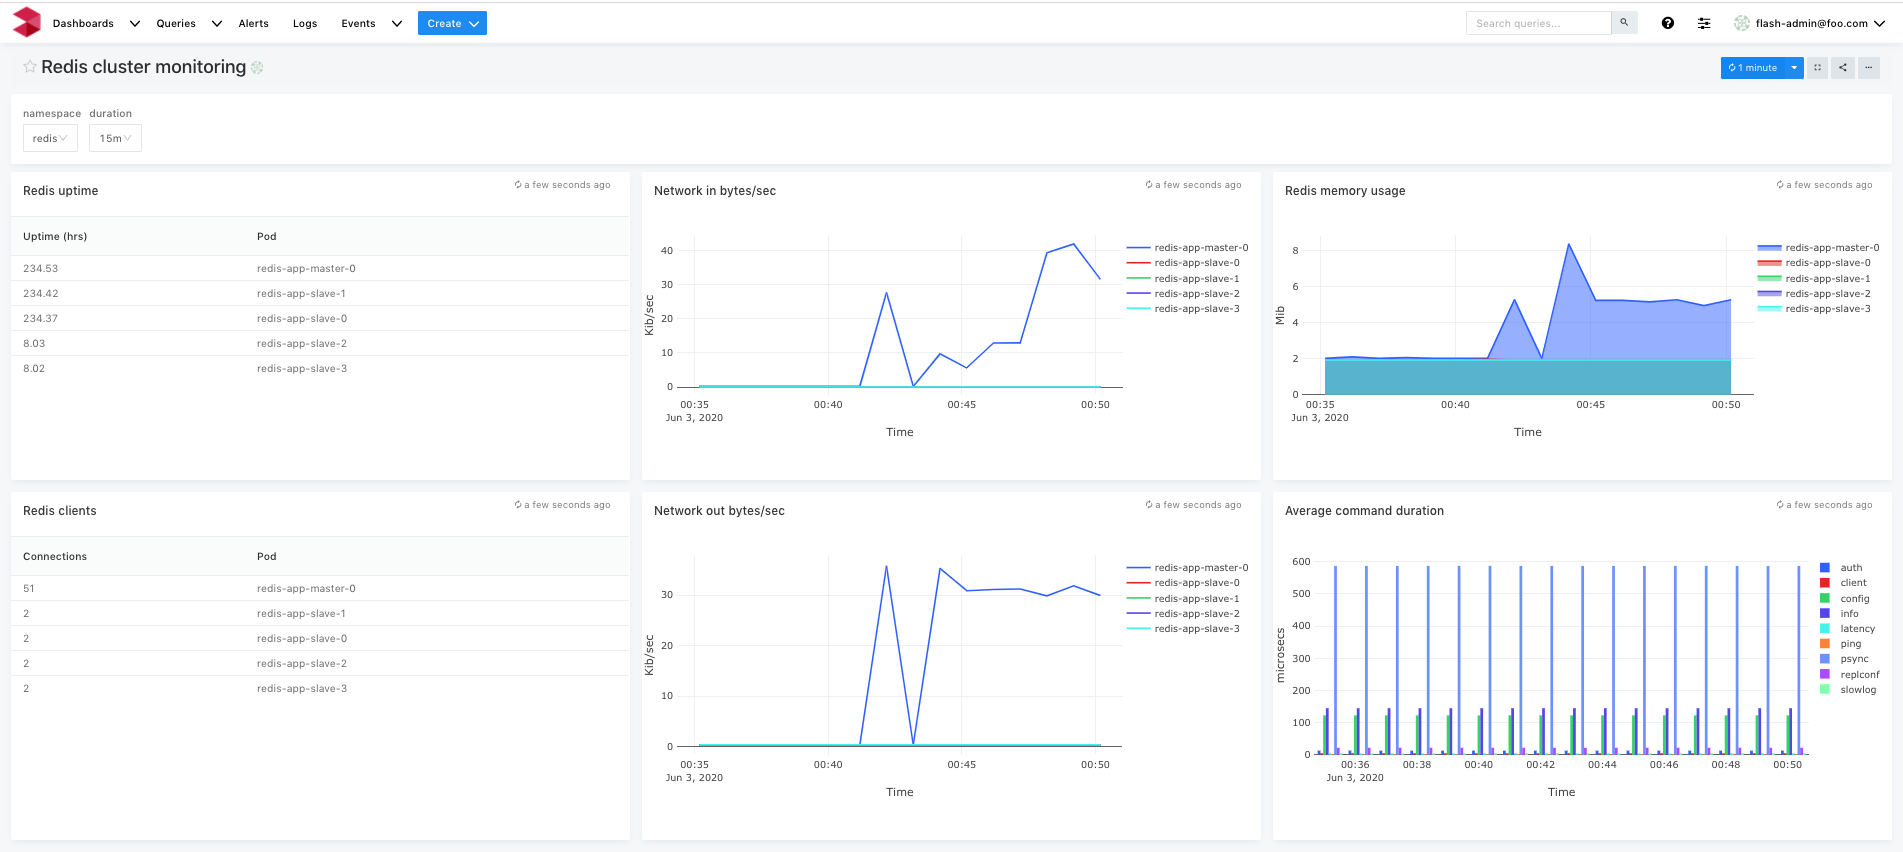 Dashboards Queries Alerts Logs Events Create Search queries... flash-admin@foo.com
Redis cluster monitoring 1 minute
namespace duration
redis 15m
Redis uptime a few seconds ago
Uptime (hrs) Pod
234.53 redis-app-master-0
234.42 redis-app-slave-1
234.37 redis-app-slave-0
8.03 redis-app-slave-2
8.02 redis-app-slave-3
Network in bytes/sec a few seconds ago
40
30
20
10
0
Kib/sec
00:35 00:40 00:45 00:50
Jun 3, 2020
Time
redis-app-master-0
redis-app-slave-0
redis-app-slave-1
redis-app-slave-2
redis-app-slave-3
Redis memory usage a few seconds ago
8
6
4
2
0
Mib
00:35 00:40 00:45 00:50
Jun 3, 2020
Time
redis-app-master-0
redis-app-slave-0
redis-app-slave-1
redis-app-slave-2
redis-app-slave-3
Redis clients a few seconds ago
Connections Pod
51 redis-app-master-0
2 redis-app-slave-1
2 redis-app-slave-0
2 redis-app-slave-2
2 redis-app-slave-3
Network out bytes/sec a few seconds ago
30
20
10
0
Kib/sec
00:35 00:40 00:45 00:50
Jun 3, 2020
Time
redis-app-master-0
redis-app-slave-0
redis-app-slave-1
redis-app-slave-2
redis-app-slave-3
Average command duration a few seconds ago
600
500
400
300
200
100
0
microsecs
00:36 00:38 00:40 00:42 00:44 00:46 00:48 00:50
Jun 3, 2020
Time
auth
client
config
info
latency
ping
psync
replconf
slowlog